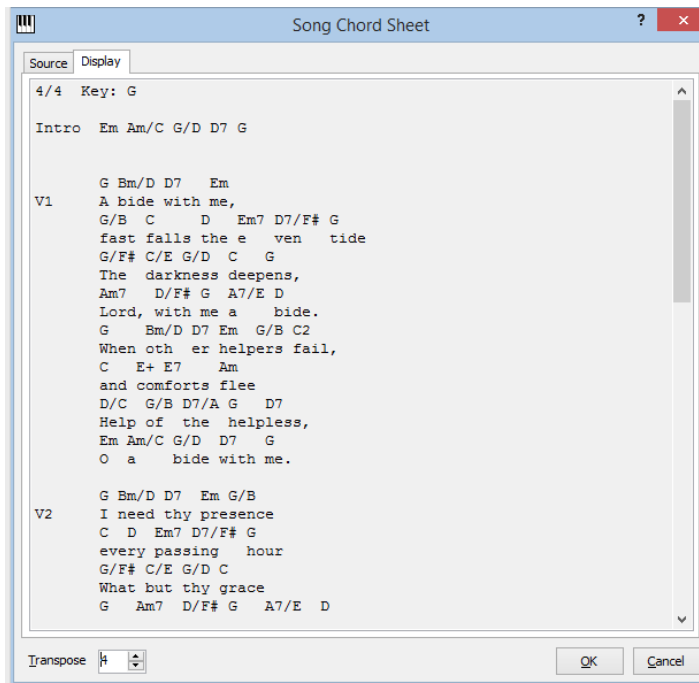 Song Chord Sheet ? ×
Source Display
4/4  Key: G
Intro  Em Am/C G/D D7 G
G Bm/D D7   Em
V1      A bide with me,
G/B  C      D   Em7 D7/F# G
fast falls the e   ven   tide
G/F# C/E G/D  C   G
The  darkness deepens,
Am7    D/F# G  A7/E D
Lord, with me a    bide.
G    Bm/D D7 Em  G/B C2
When oth  er helpers fail,
C   E+ E7    Am
and comforts flee
D/C  G/B D7/A G   D7
Help of  the  helpless,
Em Am/C G/D  D7   G
O  a    bide with me.
G Bm/D D7  Em G/B
V2      I need thy presence
C  D  Em7 D7/F# G
every passing   hour
G/F# C/E G/D C
What but thy grace
G   Am7  D/F# G   A7/E  D
Transpose 4 OK Cancel